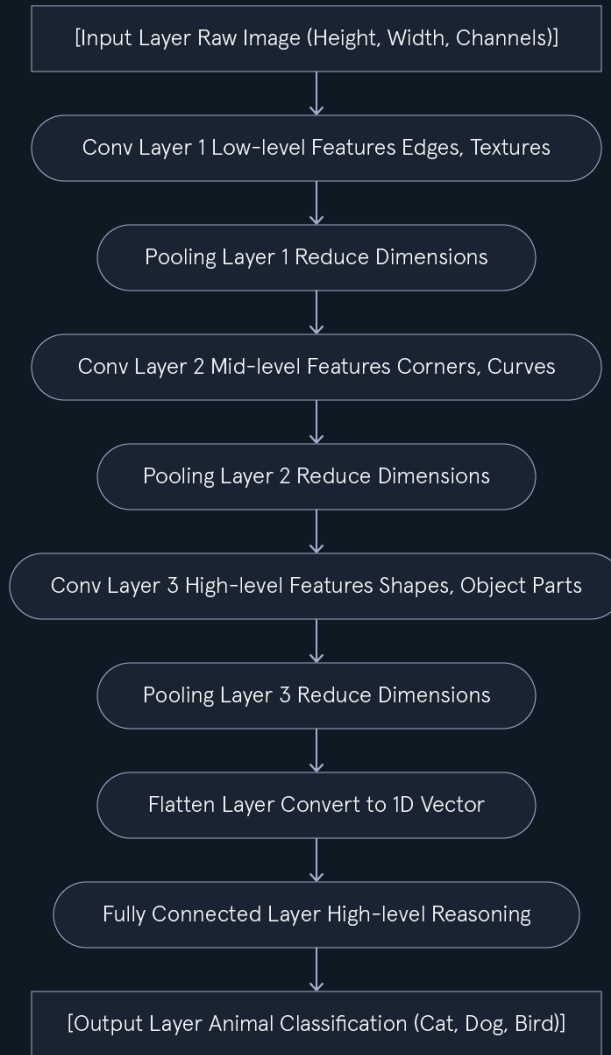 [Input Layer Raw Image (Height, Width, Channels)]
Conv Layer 1 Low-level Features Edges, Textures
Pooling Layer 1 Reduce Dimensions
Conv Layer 2 Mid-level Features Corners, Curves
Pooling Layer 2 Reduce Dimensions
Conv Layer 3 High-level Features Shapes, Object Parts
Pooling Layer 3 Reduce Dimensions
Flatten Layer Convert to 1D Vector
Fully Connected Layer High-level Reasoning
[Output Layer Animal Classification (Cat, Dog, Bird)]